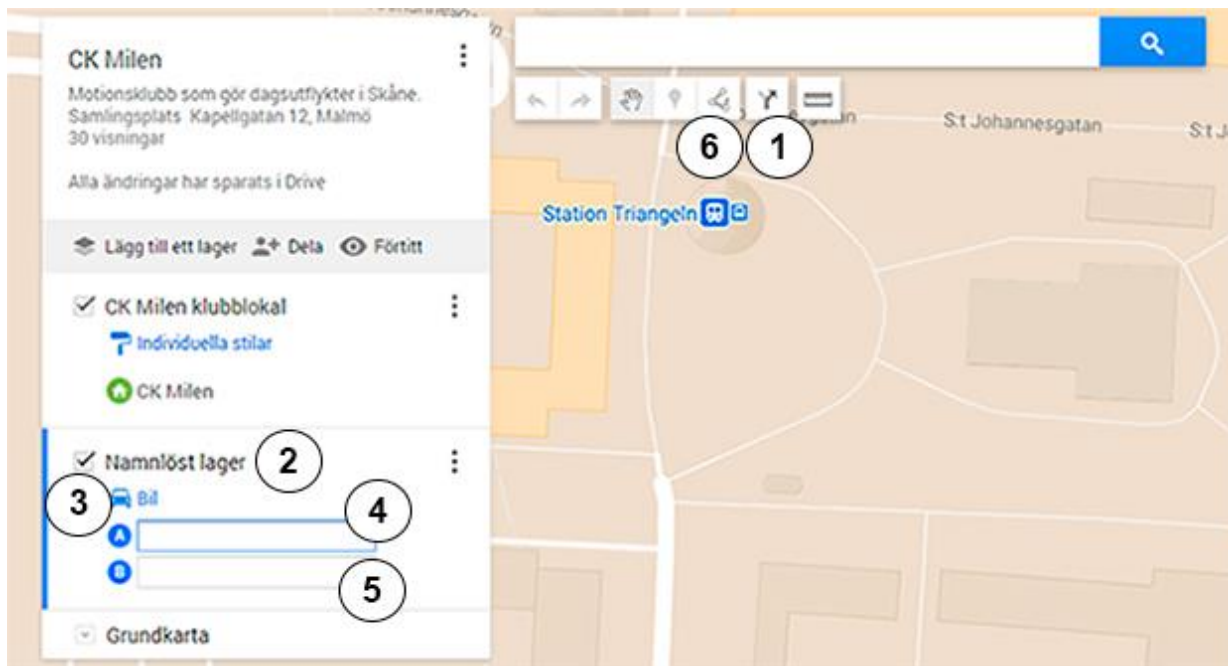 CK Milen
Motionsklubb som gör dagsutflykter i Skåne.
Samlingsplats Kapellgatan 12, Malmö
30 visningar
Alla ändringar har sparats i Drive
Lägg till ett lager Dela Förtitt
CK Milen klubblokal
Individuella stilar
CK Milen
Namnlöst lager 2
3 Bil
A 4
B 5
Grundkarta
6 1
S:t Johannesgatan
S:t J
Station Triangeln